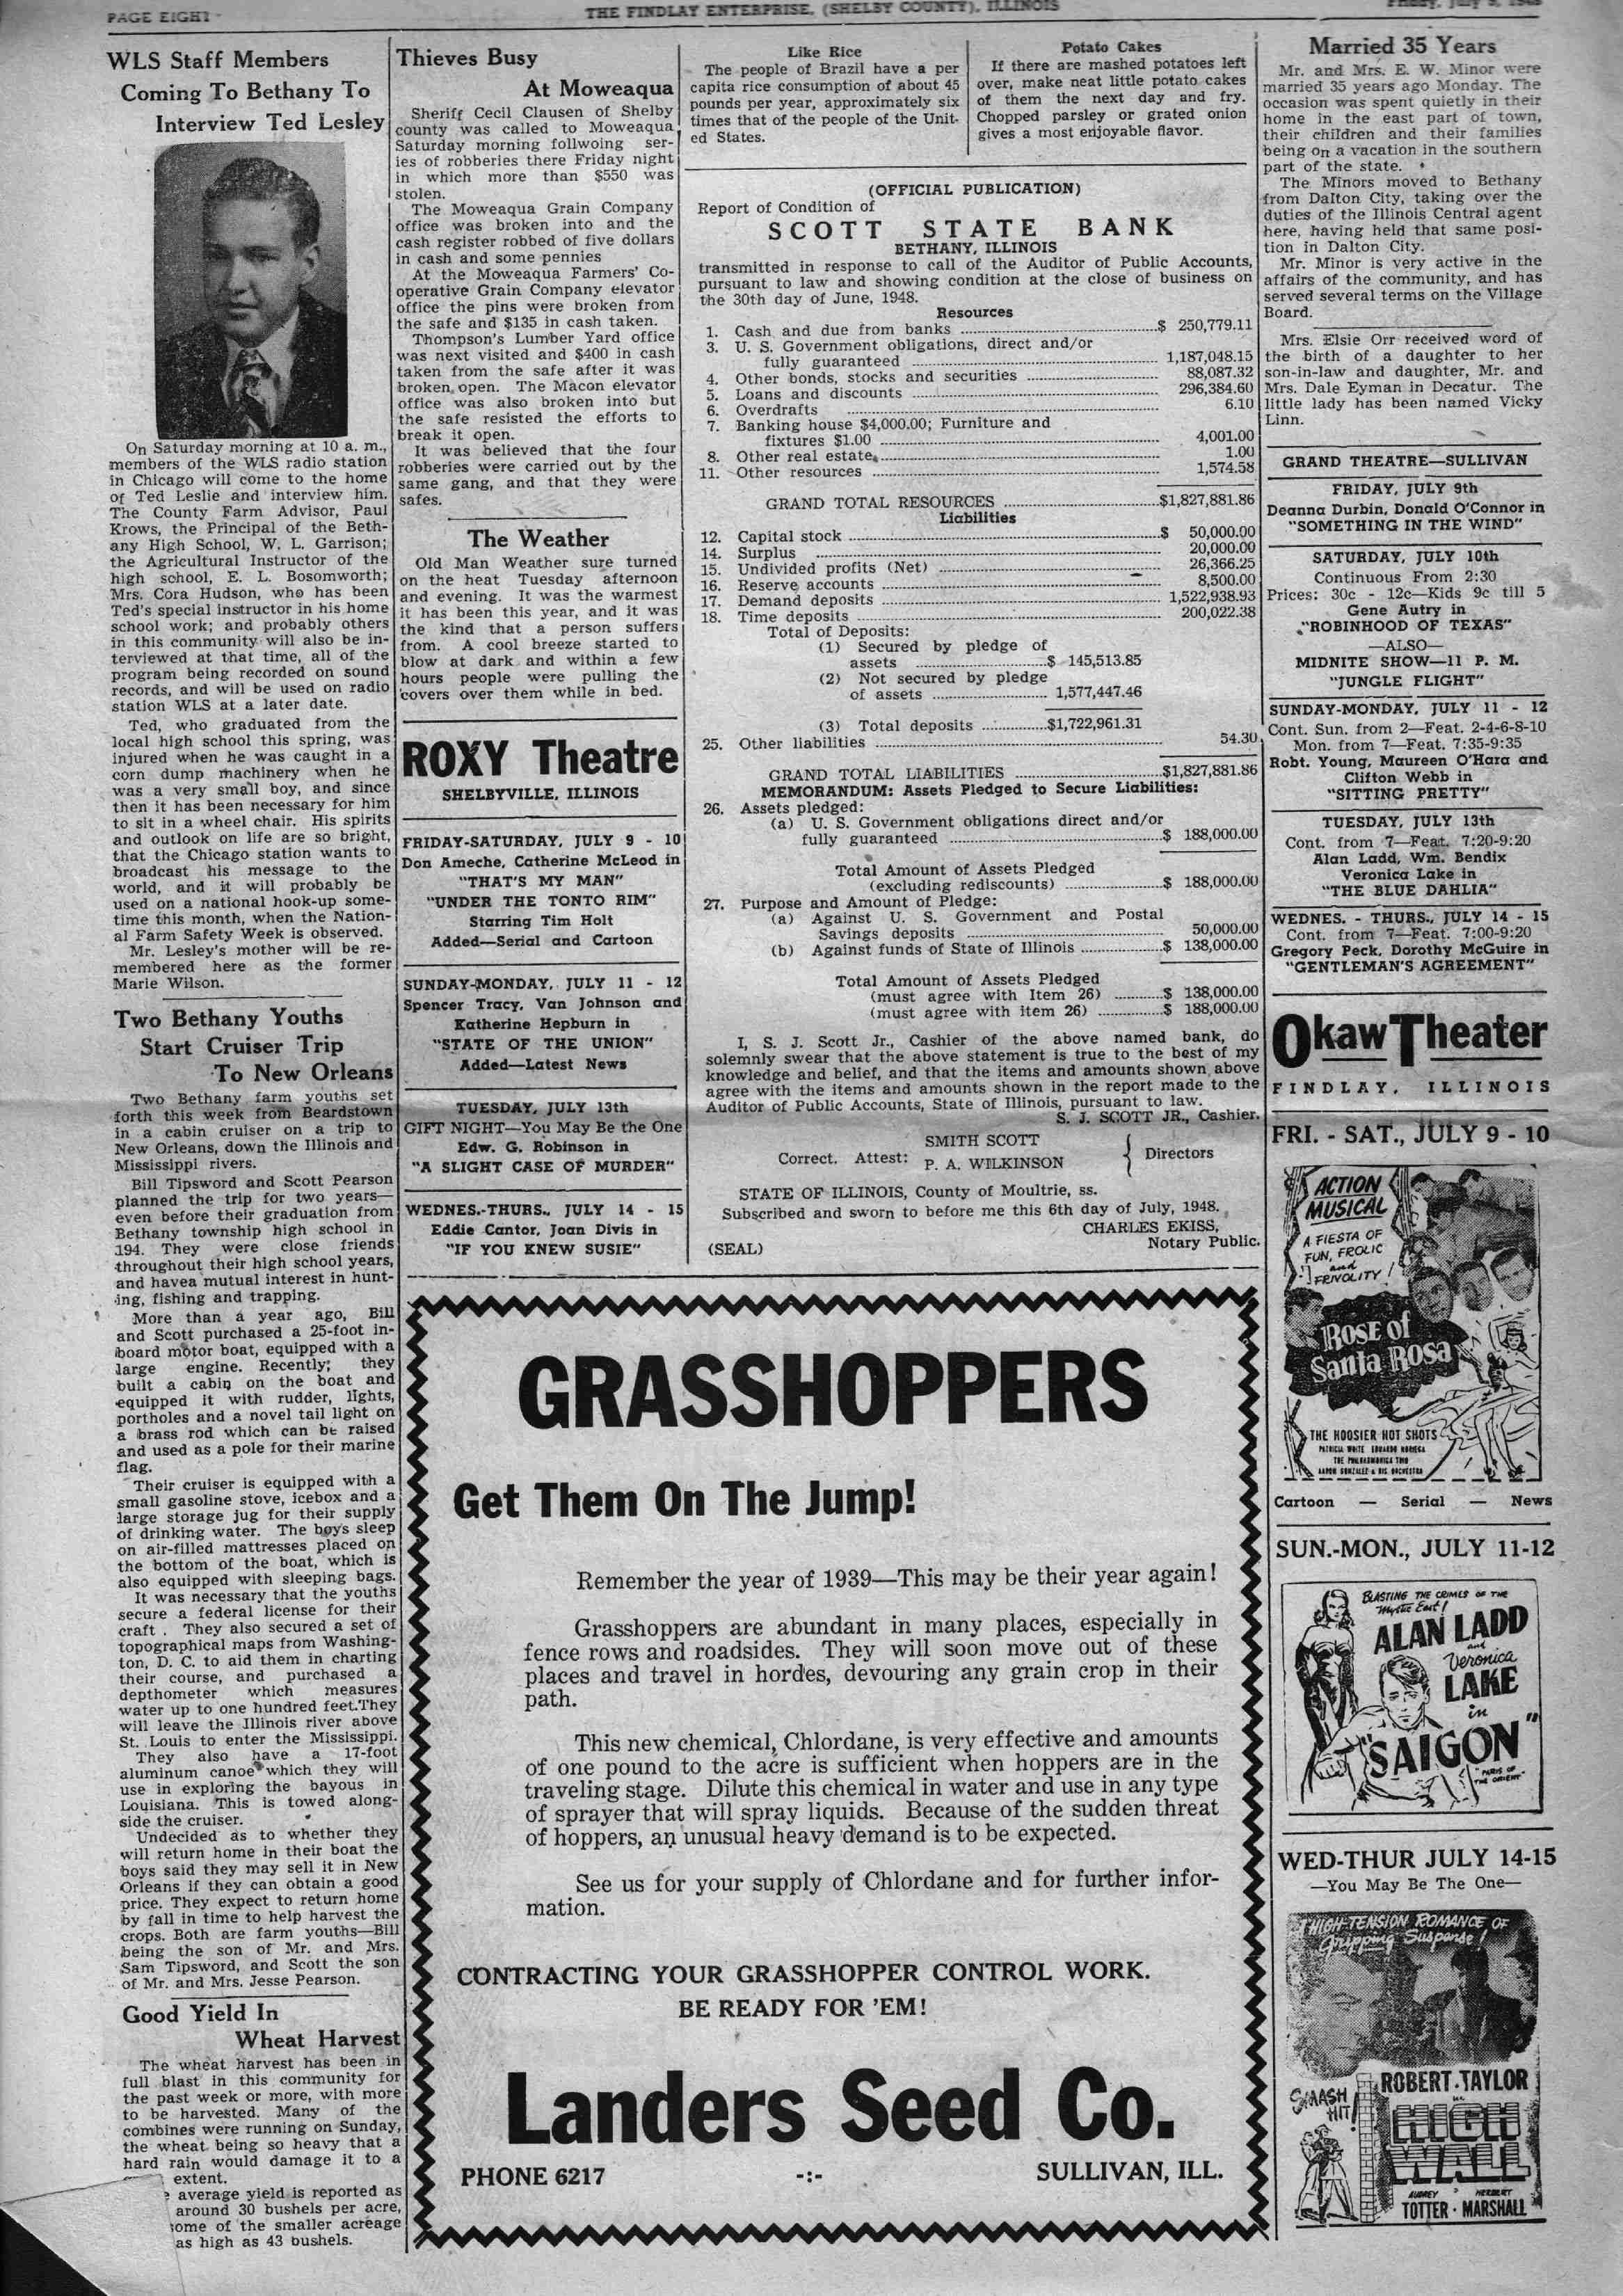 PAGE EIGHT
THE FINDLAY ENTERPRISE, (SHELBY COUNTY), ILLINOIS
WLS Staff Members
Coming To Bethany To
Interview Ted Lesley
On Saturday morning at 10 a. m.,
members of the WLS radio station
in Chicago will come to the home
of Ted Leslie and interview him.
The County Farm Advisor, Paul
Krows, the Principal of the Beth-
any High School, W. L. Garrison;
the Agricultural Instructor of the
high school, E. L. Bosomworth;
Mrs. Cora Hudson, who has been
Ted's special instructor in his home
school work; and probably others
in this community will also be in-
terviewed at that time, all of the
program being recorded on sound
records, and will be used on radio
station WLS at a later date.
Ted, who graduated from the
local high school this spring, was
injured when he was caught in a
corn dump machinery when he
was a very small boy, and since
then it has been necessary for him
to sit in a wheel chair. His spirits
and outlook on life are so bright,
that the Chicago station wants to
broadcast his message to the
world, and it will probably be
used on a national hook-up some-
time this month, when the Nation-
al Farm Safety Week is observed.
Mr. Lesley's mother will be re-
membered here as the former
Marie Wilson.
Two Bethany Youths
Start Cruiser Trip
To New Orleans
Two Bethany farm youths set
forth this week from Beardstown
in a cabin cruiser on a trip to
New Orleans, down the Illinois and
Mississippi rivers.
Bill Tipsword and Scott Pearson
planned the trip for two years—
even before their graduation from
Bethany township high school in
194. They were close friends
throughout their high school years,
and havea mutual interest in hunt-
ing, fishing and trapping.
More than a year ago, Bill
and Scott purchased a 25-foot in-
board motor boat, equipped with a
large engine. Recently; they
built a cabin on the boat and
equipped it with rudder, lights,
portholes and a novel tail light on
a brass rod which can be raised
and used as a pole for their marine
flag.
Their cruiser is equipped with a
small gasoline stove, icebox and a
large storage jug for their supply
of drinking water. The boys sleep
on air-filled mattresses placed on
the bottom of the boat, which is
also equipped with sleeping bags.
It was necessary that the youths
secure a federal license for their
craft . They also secured a set of
topographical maps from Washing-
ton, D. C. to aid them in charting
their course, and purchased a
depthometer which measures
water up to one hundred feet.They
will leave the Illinois river above
St. Louis to enter the Mississippi.
They also have a 17-foot
aluminum canoe which they will
use in exploring the bayous in
Louisiana. This is towed along-
side the cruiser.
Undecided as to whether they
will return home in their boat the
boys said they may sell it in New
Orleans if they can obtain a good
price. They expect to return home
by fall in time to help harvest the
crops. Both are farm youths—Bill
being the son of Mr. and Mrs.
Sam Tipsword, and Scott the son
of Mr. and Mrs. Jesse Pearson.
Good Yield In
Wheat Harvest
The wheat harvest has been in
full blast in this community for
the past week or more, with more
to be harvested. Many of the
combines were running on Sunday,
the wheat being so heavy that a
hard rain would damage it to a
extent.
average yield is reported as
around 30 bushels per acre,
some of the smaller acreage
as high as 43 bushels.
Thieves Busy
At Moweaqua
Sheriff Cecil Clausen of Shelby
county was called to Moweaqua
Saturday morning follwoing ser-
ies of robberies there Friday night
in which more than $550 was
stolen.
The Moweaqua Grain Company
office was broken into and the
cash register robbed of five dollars
in cash and some pennies
At the Moweaqua Farmers' Co-
operative Grain Company elevator
office the pins were broken from
the safe and $135 in cash taken.
Thompson's Lumber Yard office
was next visited and $400 in cash
taken from the safe after it was
broken open. The Macon elevator
office was also broken into but
the safe resisted the efforts to
break it open.
It was believed that the four
robberies were carried out by the
same gang, and that they were
safes.
The Weather
Old Man Weather sure turned
on the heat Tuesday afternoon
and evening. It was the warmest
it has been this year, and it was
the kind that a person suffers
from. A cool breeze started to
blow at dark and within a few
hours people were pulling the
covers over them while in bed.
ROXY Theatre
SHELBYVILLE, ILLINOIS
FRIDAY-SATURDAY, JULY 9 - 10
Don Ameche, Catherine McLeod in
"THAT'S MY MAN"
"UNDER THE TONTO RIM"
Starring Tim Holt
Added—Serial and Cartoon
SUNDAY-MONDAY, JULY 11 - 12
Spencer Tracy, Van Johnson and
Katherine Hepburn in
"STATE OF THE UNION"
Added—Latest News
TUESDAY, JULY 13th
GIFT NIGHT—You May Be the One
Edw. G. Robinson in
"A SLIGHT CASE OF MURDER"
WEDNES.-THURS., JULY 14 - 15
Eddie Cantor, Joan Divis in
"IF YOU KNEW SUSIE"
Like Rice
The people of Brazil have a per
capita rice consumption of about 45
pounds per year, approximately six
times that of the people of the Unit-
ed States.
Potato Cakes
If there are mashed potatoes left
over, make neat little potato cakes
of them the next day and fry.
Chopped parsley or grated onion
gives a most enjoyable flavor.
(OFFICIAL PUBLICATION)
Report of Condition of
SCOTT STATE BANK
BETHANY, ILLINOIS
transmitted in response to call of the Auditor of Public Accounts,
pursuant to law and showing condition at the close of business on
the 30th day of June, 1948.
Resources
1. Cash and due from banks $ 250,779.11
3. U. S. Government obligations, direct and/or
fully guaranteed 1,187,048.15
4. Other bonds, stocks and securities 88,087.32
5. Loans and discounts 296,384.60
6. Overdrafts 6.10
7. Banking house $4,000.00; Furniture and
fixtures $1.00 4,001.00
8. Other real estate 1.00
11. Other resources 1,574.58
GRAND TOTAL RESOURCES $1,827,881.86
Liabilities
12. Capital stock $ 50,000.00
14. Surplus 20,000.00
15. Undivided profits (Net) 26,366.25
16. Reserve accounts 8,500.00
17. Demand deposits 1,522,938.93
18. Time deposits 200,022.38
Total of Deposits:
(1) Secured by pledge of
assets $ 145,513.85
(2) Not secured by pledge
of assets 1,577,447.46
(3) Total deposits $1,722,961.31
25. Other liabilities 54.30
GRAND TOTAL LIABILITIES $1,827,881.86
MEMORANDUM: Assets Pledged to Secure Liabilities:
26. Assets pledged:
(a) U. S. Government obligations direct and/or
fully guaranteed $ 188,000.00
Total Amount of Assets Pledged
(excluding rediscounts) $ 188,000.00
27. Purpose and Amount of Pledge:
(a) Against U. S. Government and Postal
Savings deposits 50,000.00
(b) Against funds of State of Illinois $ 138,000.00
Total Amount of Assets Pledged
(must agree with Item 26) $ 138,000.00
(must agree with item 26) $ 188,000.00
I, S. J. Scott Jr., Cashier of the above named bank, do
solemnly swear that the above statement is true to the best of my
knowledge and belief, and that the items and amounts shown above
agree with the items and amounts shown in the report made to the
Auditor of Public Accounts, State of Illinois, pursuant to law.
S. J. SCOTT JR., Cashier.
SMITH SCOTT
Correct. Attest: P. A. WILKINSON
Directors
STATE OF ILLINOIS, County of Moultrie, ss.
Subscribed and sworn to before me this 6th day of July, 1948.
CHARLES EKISS,
(SEAL) Notary Public.
GRASSHOPPERS
Get Them On The Jump!
Remember the year of 1939—This may be their year again!
Grasshoppers are abundant in many places, especially in
fence rows and roadsides. They will soon move out of these
places and travel in hordes, devouring any grain crop in their
path.
This new chemical, Chlordane, is very effective and amounts
of one pound to the acre is sufficient when hoppers are in the
traveling stage. Dilute this chemical in water and use in any type
of sprayer that will spray liquids. Because of the sudden threat
of hoppers, an unusual heavy demand is to be expected.
See us for your supply of Chlordane and for further infor-
mation.
CONTRACTING YOUR GRASSHOPPER CONTROL WORK.
BE READY FOR 'EM!
Landers Seed Co.
PHONE 6217 -:- SULLIVAN, ILL.
Married 35 Years
Mr. and Mrs. E. W. Minor were
married 35 years ago Monday. The
occasion was spent quietly in their
home in the east part of town,
their children and their families
being on a vacation in the southern
part of the state.
The Minors moved to Bethany
from Dalton City, taking over the
duties of the Illinois Central agent
here, having held that same posi-
tion in Dalton City.
Mr. Minor is very active in the
affairs of the community, and has
served several terms on the Village
Board.
Mrs. Elsie Orr received word of
the birth of a daughter to her
son-in-law and daughter, Mr. and
Mrs. Dale Eyman in Decatur. The
little lady has been named Vicky
Linn.
GRAND THEATRE—SULLIVAN
FRIDAY, JULY 9th
Deanna Durbin, Donald O'Connor in
"SOMETHING IN THE WIND"
SATURDAY, JULY 10th
Continuous From 2:30
Prices: 30c - 12c—Kids 9c till 5
Gene Autry in
"ROBINHOOD OF TEXAS"
—ALSO—
MIDNITE SHOW—11 P. M.
"JUNGLE FLIGHT"
SUNDAY-MONDAY, JULY 11 - 12
Cont. Sun. from 2—Feat. 2-4-6-8-10
Mon. from 7—Feat. 7:35-9:35
Robt. Young, Maureen O'Hara and
Clifton Webb in
"SITTING PRETTY"
TUESDAY, JULY 13th
Cont. from 7—Feat. 7:20-9:20
Alan Ladd, Wm. Bendix
Veronica Lake in
"THE BLUE DAHLIA"
WEDNES. - THURS., JULY 14 - 15
Cont. from 7—Feat. 7:00-9:20
Gregory Peck, Dorothy McGuire in
"GENTLEMAN'S AGREEMENT"
Okaw Theater
FINDLAY, ILLINOIS
FRI. - SAT., JULY 9 - 10
ACTION
MUSICAL
A FIESTA OF
FUN, FROLIC
and
FRIVOLITY!
ROSE of
Santa ROSA
THE HOOSIER HOT SHOTS
PATRICIA WHITE EDUARDO NORIEGA
THE PHILHARMONICA TRIO
AARON GONZALEZ & HIS ORCHESTRA
Cartoon — Serial — News
SUN.-MON., JULY 11-12
BLASTING THE CRIMES OF THE
Mystic East!
ALAN LADD
and
Veronica
LAKE
in
"SAIGON"
"PARIS OF
THE ORIENT"
WED-THUR JULY 14-15
—You May Be The One—
A HIGH-TENSION ROMANCE OF
Gripping Suspense!
SMASH
HIT!
ROBERT TAYLOR
in
HIGH
WALL
AUDREY HERBERT
TOTTER · MARSHALL